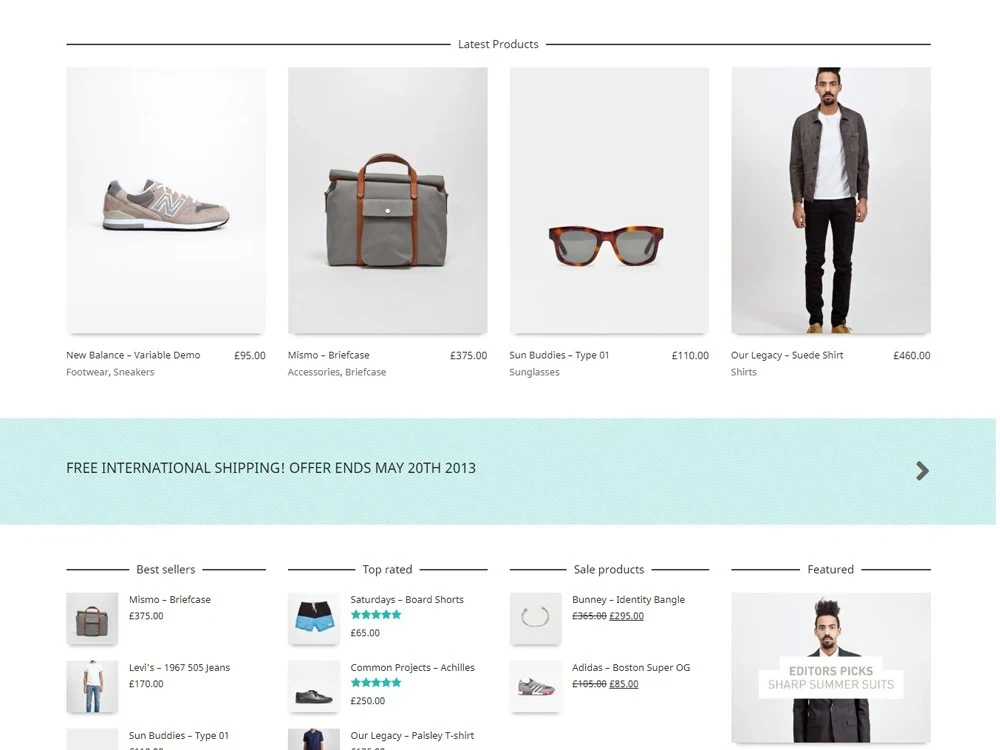 Latest Products
New Balance – Variable Demo £95.00
Footwear, Sneakers
Mismo – Briefcase £375.00
Accessories, Briefcase
Sun Buddies – Type 01 £110.00
Sunglasses
Our Legacy – Suede Shirt £460.00
Shirts
FREE INTERNATIONAL SHIPPING! OFFER ENDS MAY 20TH 2013
Best sellers
Mismo – Briefcase
£375.00
Levi's – 1967 505 Jeans
£170.00
Sun Buddies – Type 01
Top rated
Saturdays – Board Shorts
£65.00
Common Projects – Achilles
£250.00
Our Legacy – Paisley T-shirt
Sale products
Bunney – Identity Bangle
£365.00 £295.00
Adidas – Boston Super OG
£105.00 £85.00
Featured
EDITORS PICKS
SHARP SUMMER SUITS